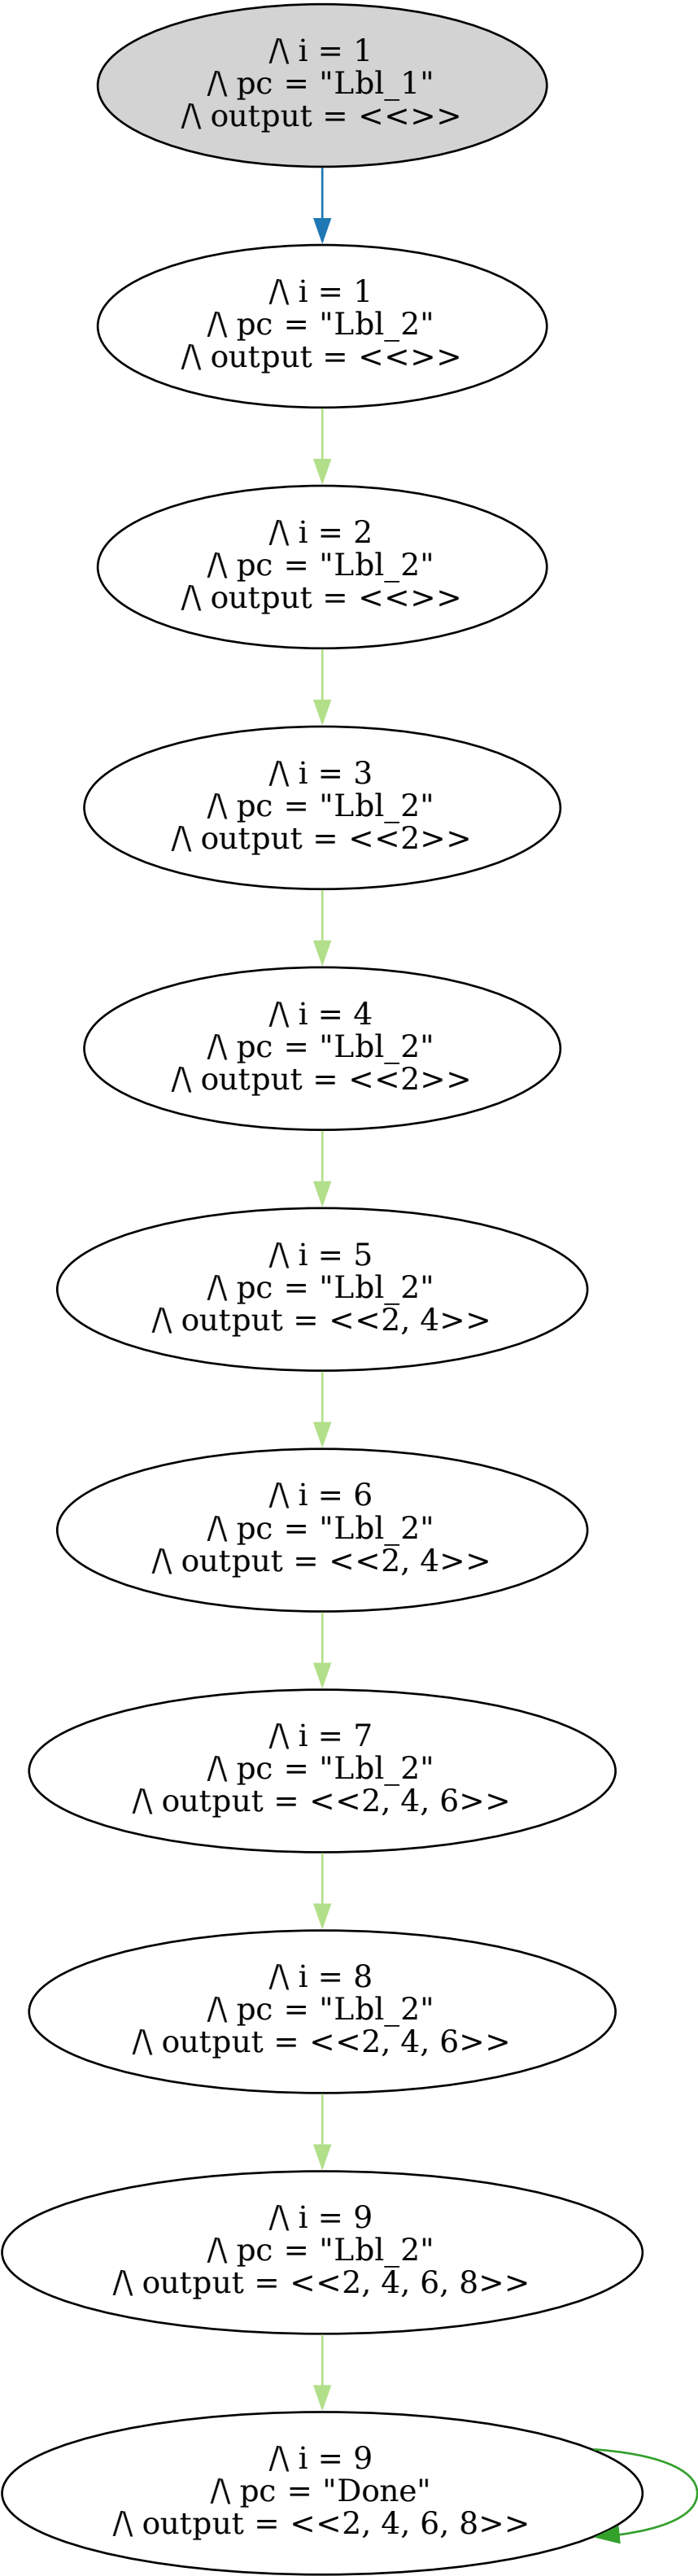 /\ i = 1
/\ pc = "Lbl_1"
/\ output = <<>>
/\ i = 1
/\ pc = "Lbl_2"
/\ output = <<>>
/\ i = 2
/\ pc = "Lbl_2"
/\ output = <<>>
/\ i = 3
/\ pc = "Lbl_2"
/\ output = <<2>>
/\ i = 4
/\ pc = "Lbl_2"
/\ output = <<2>>
/\ i = 5
/\ pc = "Lbl_2"
/\ output = <<2, 4>>
/\ i = 6
/\ pc = "Lbl_2"
/\ output = <<2, 4>>
/\ i = 7
/\ pc = "Lbl_2"
/\ output = <<2, 4, 6>>
/\ i = 8
/\ pc = "Lbl_2"
/\ output = <<2, 4, 6>>
/\ i = 9
/\ pc = "Lbl_2"
/\ output = <<2, 4, 6, 8>>
/\ i = 9
/\ pc = "Done"
/\ output = <<2, 4, 6, 8>>